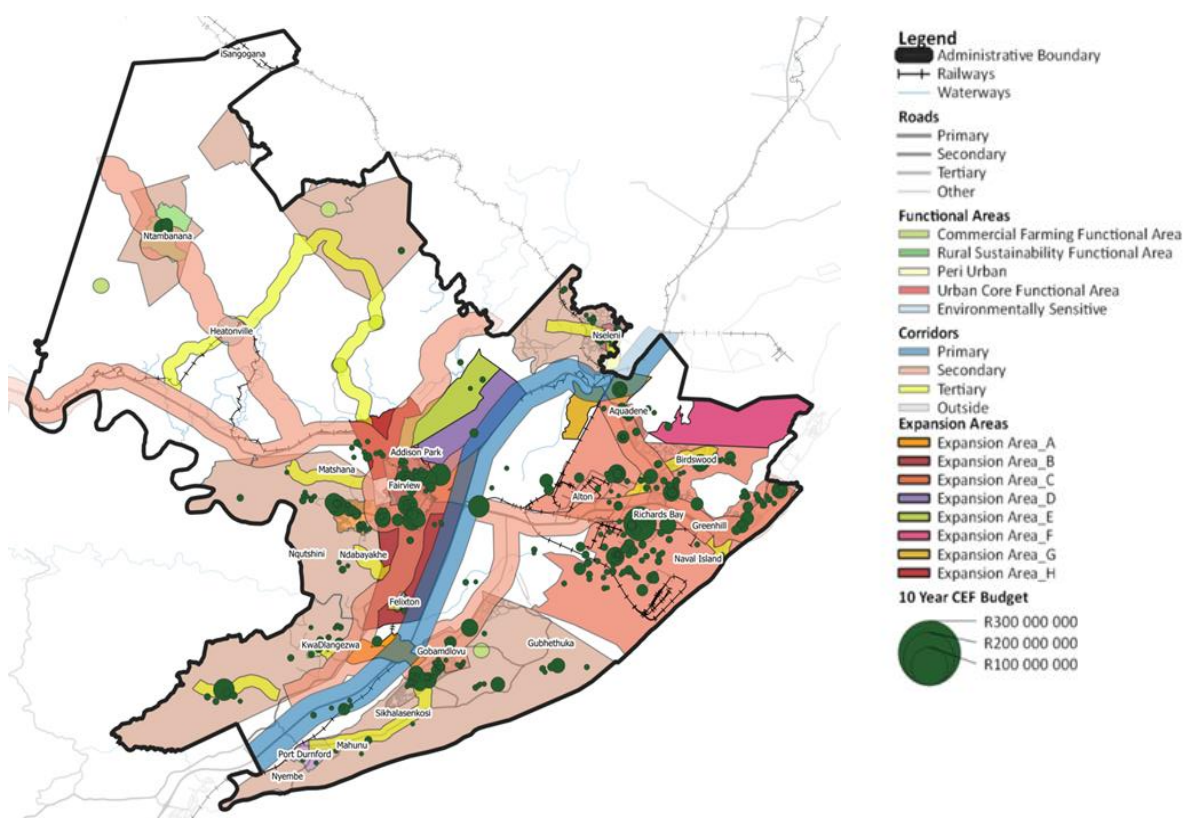 iSangogana
Ntambanana
Heatonville
Nseleni
Aquadene
Addison Park
Birdswood
Matshana
Fairview
Alton
Richards Bay
Greenhill
Nqutshini
Ndabayakhe
Naval Island
Felixton
KwaDlangezwa
Gobamdlovu
Gubhethuka
Sikhalasenkosi
Mahunu
Port Durnford
Nyembe
Legend
Administrative Boundary
Railways
Waterways
Roads
Primary
Secondary
Tertiary
Other
Functional Areas
Commercial Farming Functional Area
Rural Sustainability Functional Area
Peri Urban
Urban Core Functional Area
Environmentally Sensitive
Corridors
Primary
Secondary
Tertiary
Outside
Expansion Areas
Expansion Area_A
Expansion Area_B
Expansion Area_C
Expansion Area_D
Expansion Area_E
Expansion Area_F
Expansion Area_G
Expansion Area_H
10 Year CEF Budget
R300 000 000
R200 000 000
R100 000 000